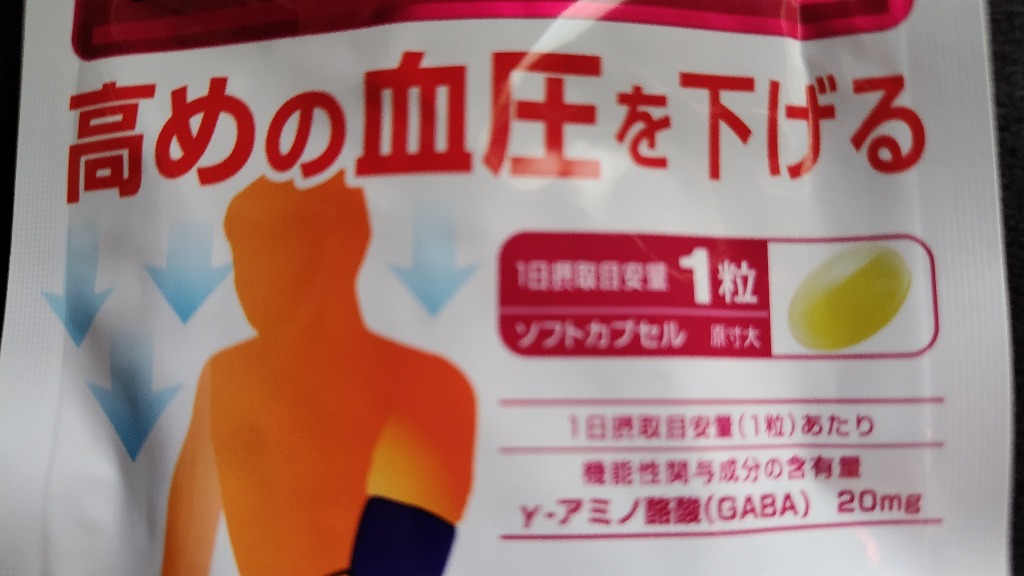 高めの血圧を下げる
1日摂取目安量 1粒
ソフトカプセル 原寸大
1日摂取目安量(1粒)あたり
機能性関与成分の含有量
γ-アミノ酪酸(GABA) 20mg